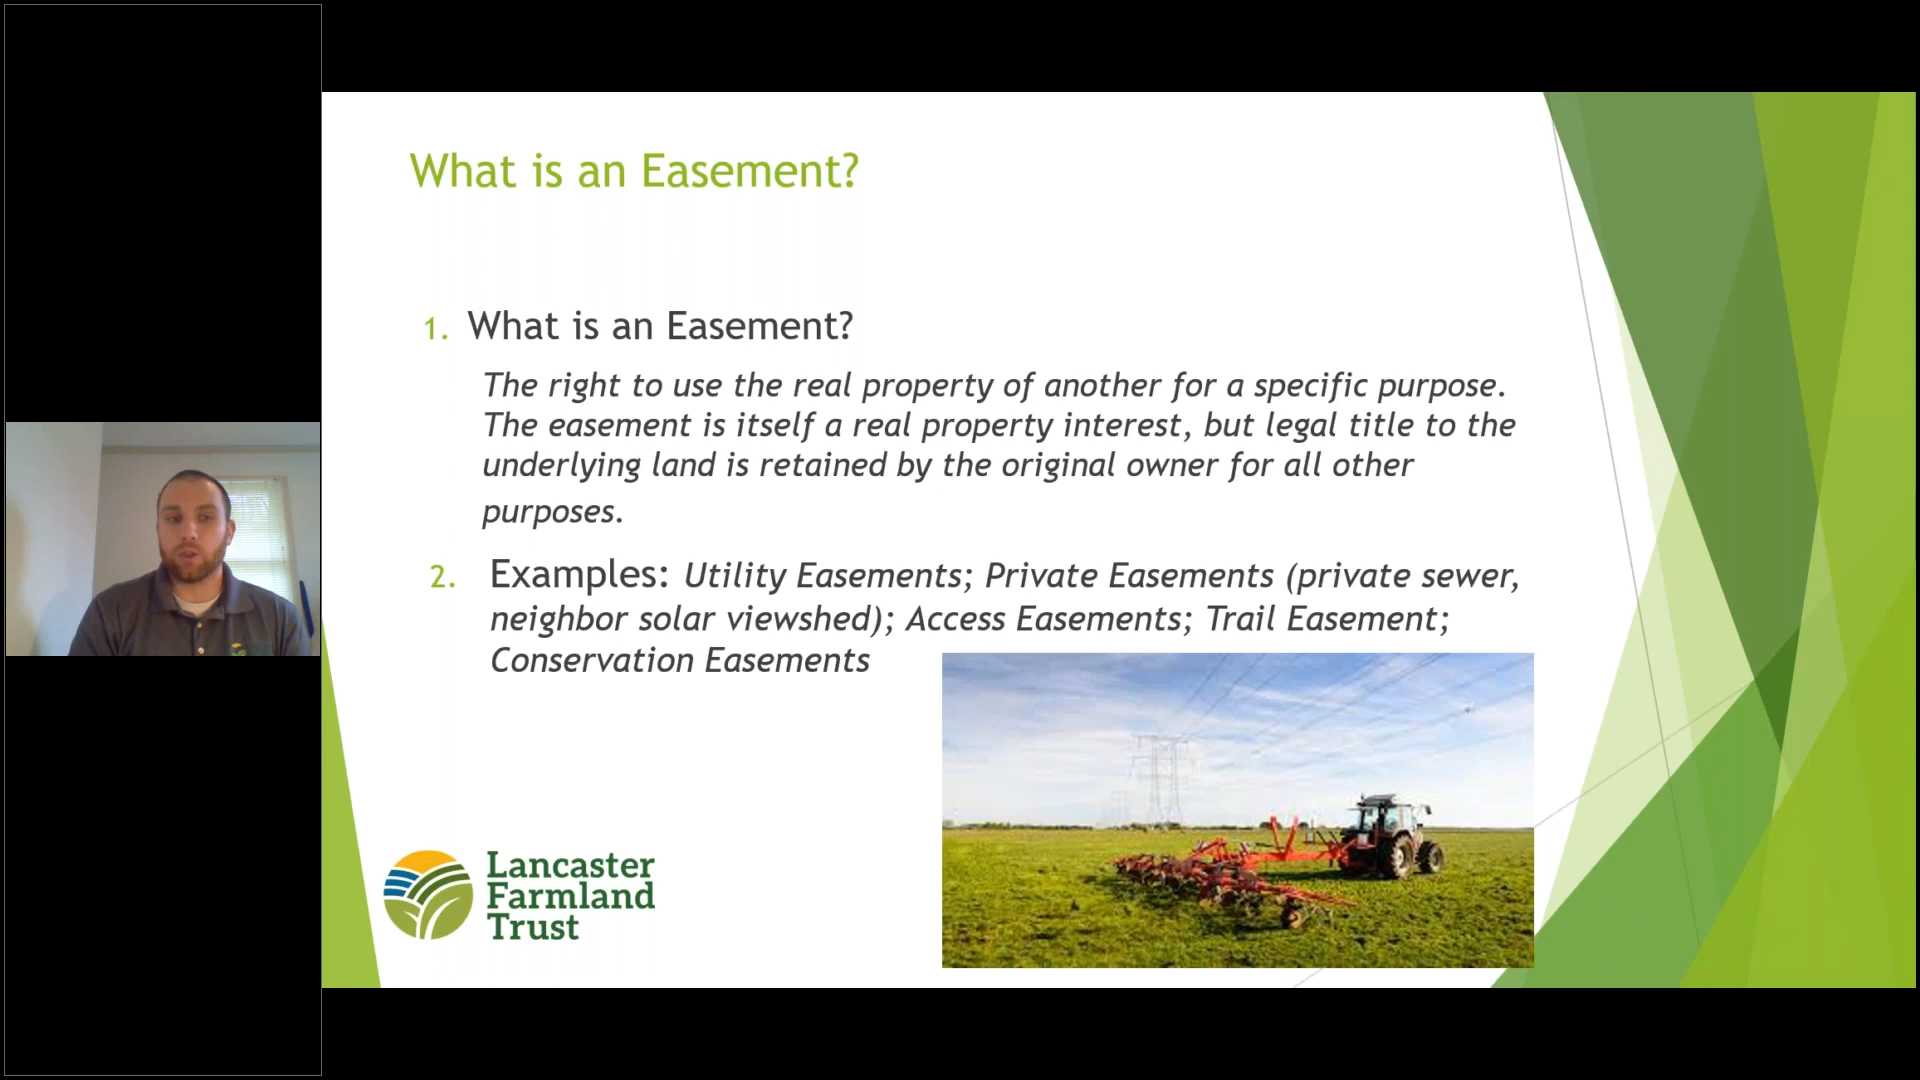 What is an Easement?
1. What is an Easement?
The right to use the real property of another for a specific purpose.
The easement is itself a real property interest, but legal title to the
underlying land is retained by the original owner for all other
purposes.
2. Examples: Utility Easements; Private Easements (private sewer,
neighbor solar viewshed); Access Easements; Trail Easement;
Conservation Easements
Lancaster
Farmland
Trust